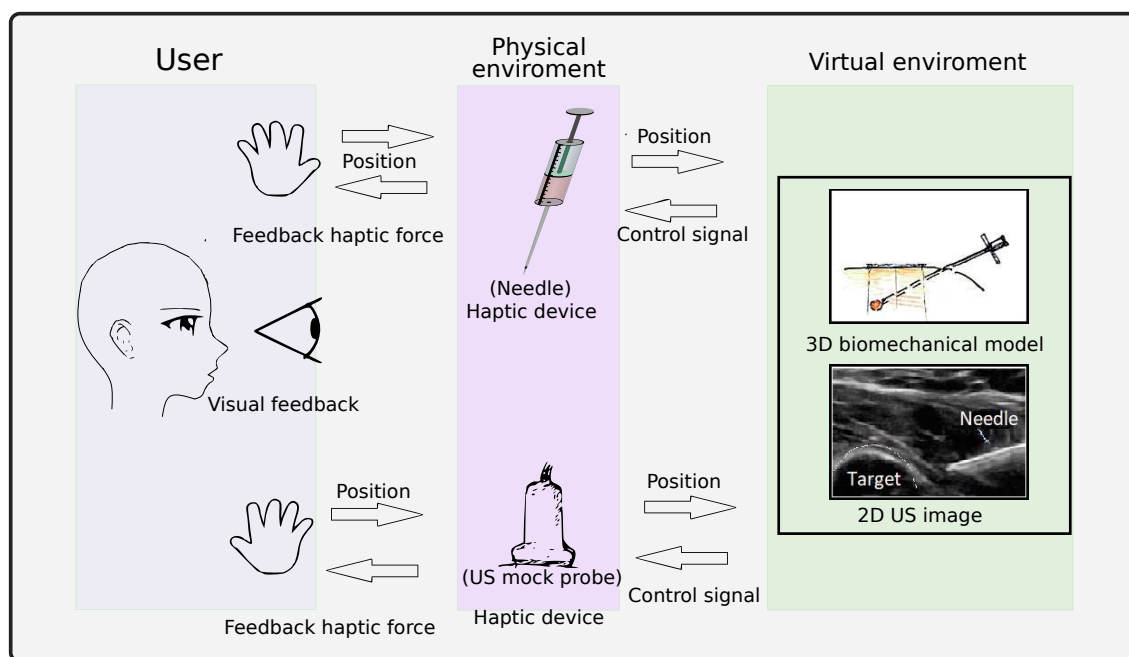 User
Physical
enviroment
Virtual enviroment
Position
Feedback haptic force
Position
Control signal
(Needle)
Haptic device
3D biomechanical model
Visual feedback
Needle
Target
2D US image
Position
Feedback haptic force
Position
Control signal
(US mock probe)
Haptic device